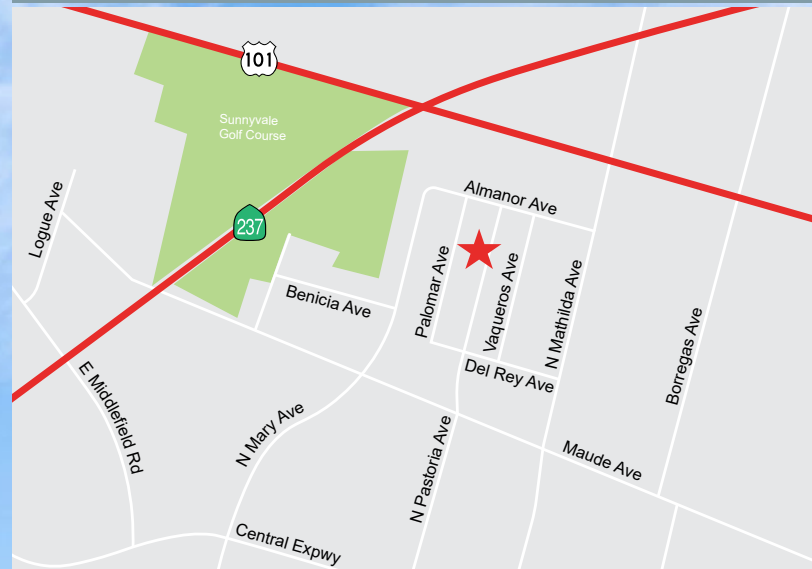 101
Sunnyvale
Golf Course
237
Logue Ave
Almanor Ave
Palomar Ave
Vaqueros Ave
N Mathilda Ave
Borregas Ave
Benicia Ave
Del Rey Ave
E Middlefield Rd
N Mary Ave
N Pastoria Ave
Maude Ave
Central Expwy